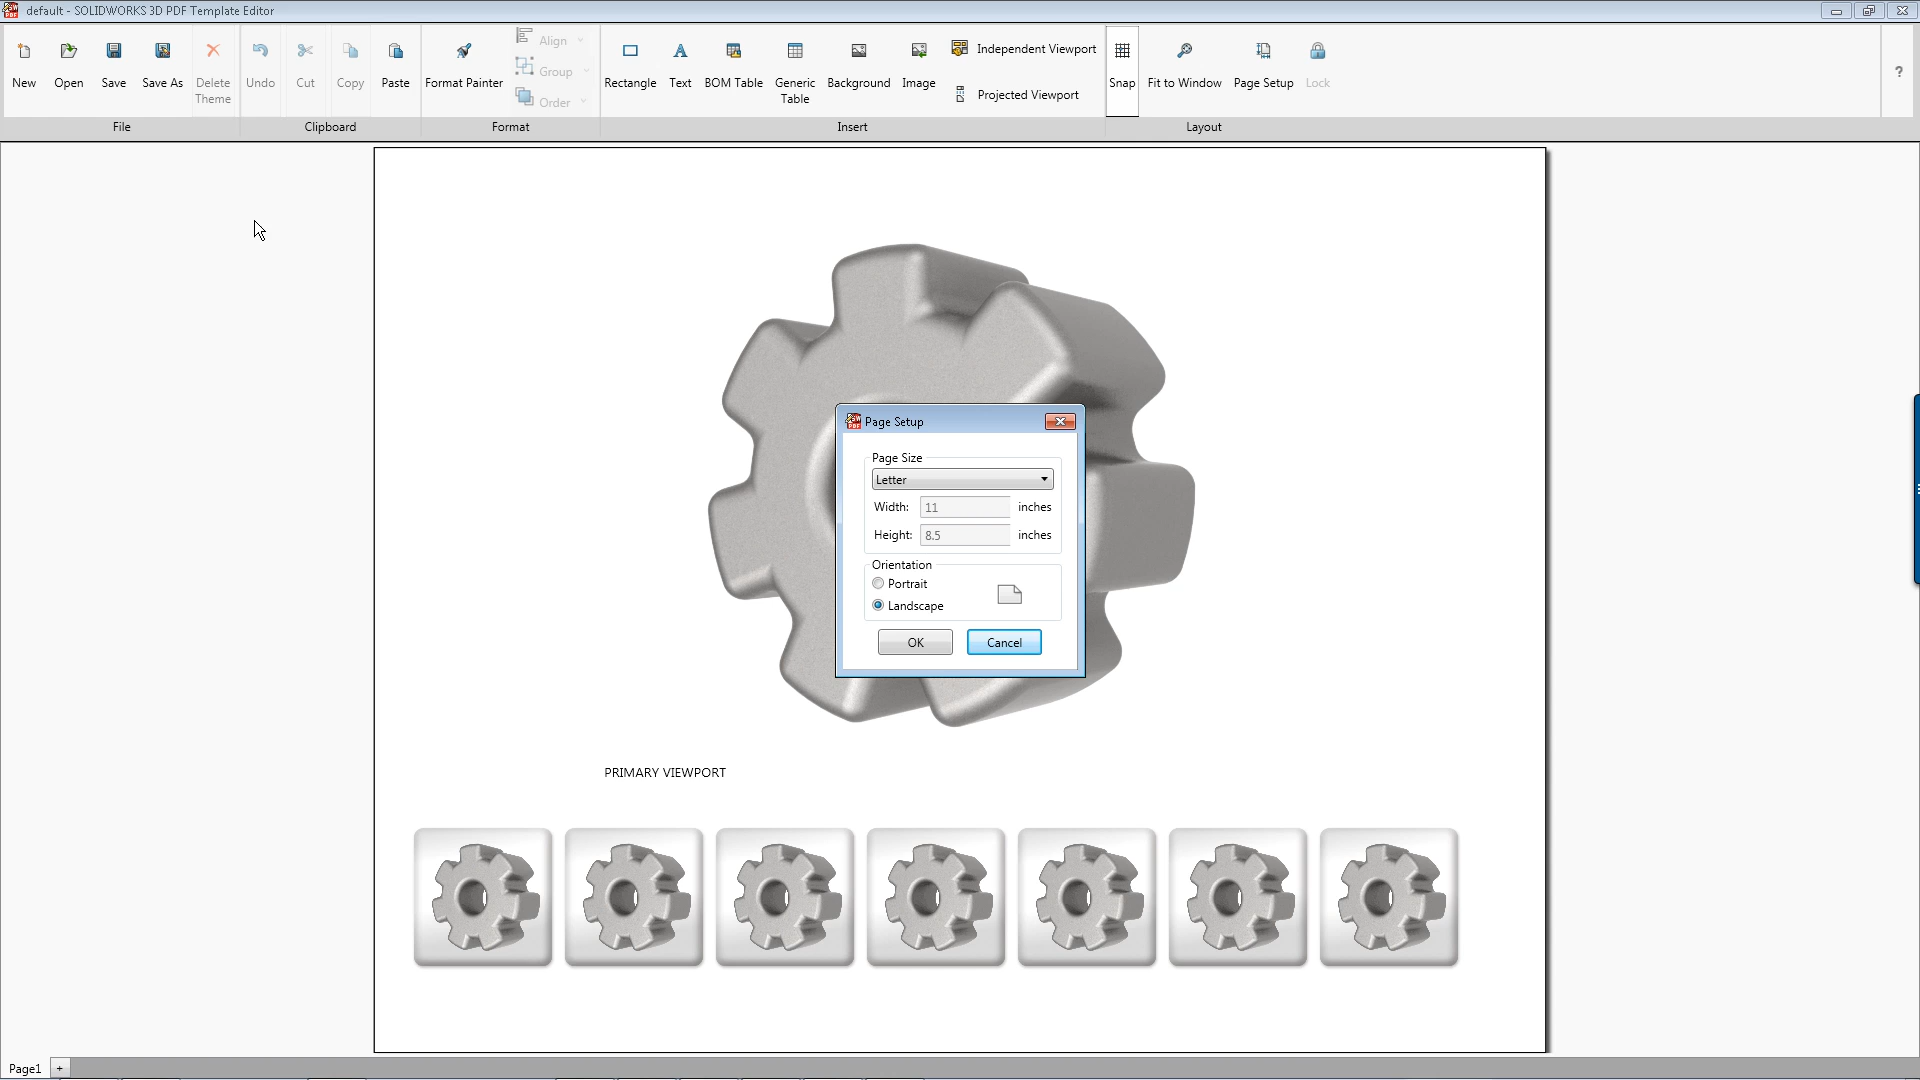 default - SOLIDWORKS 3D PDF Template Editor
New
Open
Save
Save As
Delete
Theme
Undo
Cut
Copy
Paste
Format Painter
Align
Group
Order
Rectangle
Text
BOM Table
Generic
Table
Background
Image
Independent Viewport
Projected Viewport
Snap
Fit to Window
Page Setup
Lock
?
File
Clipboard
Format
Insert
Layout
Page Setup
Page Size
Letter
Width: 11 inches
Height: 8.5 inches
Orientation
Portrait
Landscape
OK
Cancel
PRIMARY VIEWPORT
Page1 +